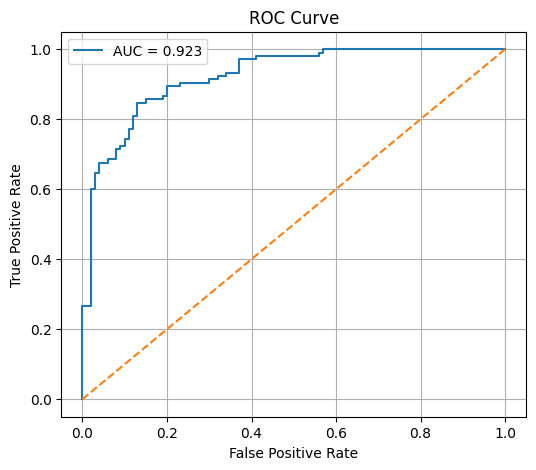 ROC Curve
AUC = 0.923
1.0
0.8
0.6
0.4
0.2
0.0
True Positive Rate
0.0 0.2 0.4 0.6 0.8 1.0
False Positive Rate